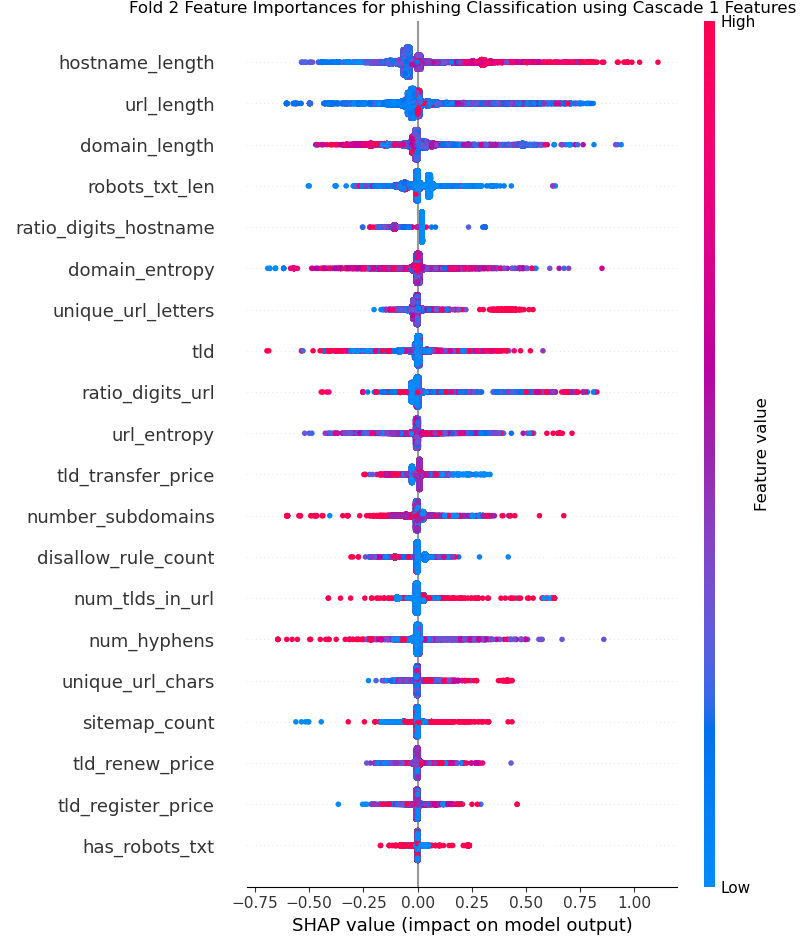 Fold 2 Feature Importances for phishing Classification using Cascade 1 Features
High
hostname_length
url_length
domain_length
robots_txt_len
ratio_digits_hostname
domain_entropy
unique_url_letters
tld
ratio_digits_url
url_entropy
tld_transfer_price
number_subdomains
disallow_rule_count
num_tlds_in_url
num_hyphens
unique_url_chars
sitemap_count
tld_renew_price
tld_register_price
has_robots_txt
Feature value
Low
−0.75 −0.50 −0.25 0.00 0.25 0.50 0.75 1.00
SHAP value (impact on model output)